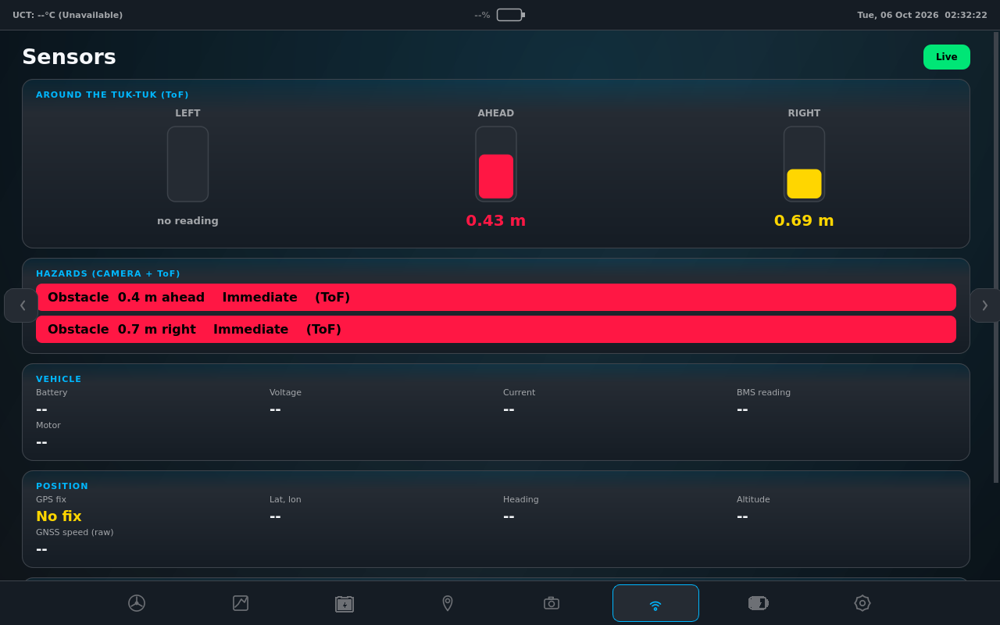 UCT: --°C (Unavailable)
--%
Tue, 06 Oct 2026 02:32:22
Sensors
Live
AROUND THE TUK-TUK (ToF)
LEFT
AHEAD
RIGHT
no reading
0.43 m
0.69 m
HAZARDS (CAMERA + ToF)
Obstacle 0.4 m ahead Immediate (ToF)
Obstacle 0.7 m right Immediate (ToF)
VEHICLE
Battery
Voltage
Current
BMS reading
--
--
--
--
Motor
--
POSITION
GPS fix
Lat, lon
Heading
Altitude
No fix
--
--
--
GNSS speed (raw)
--